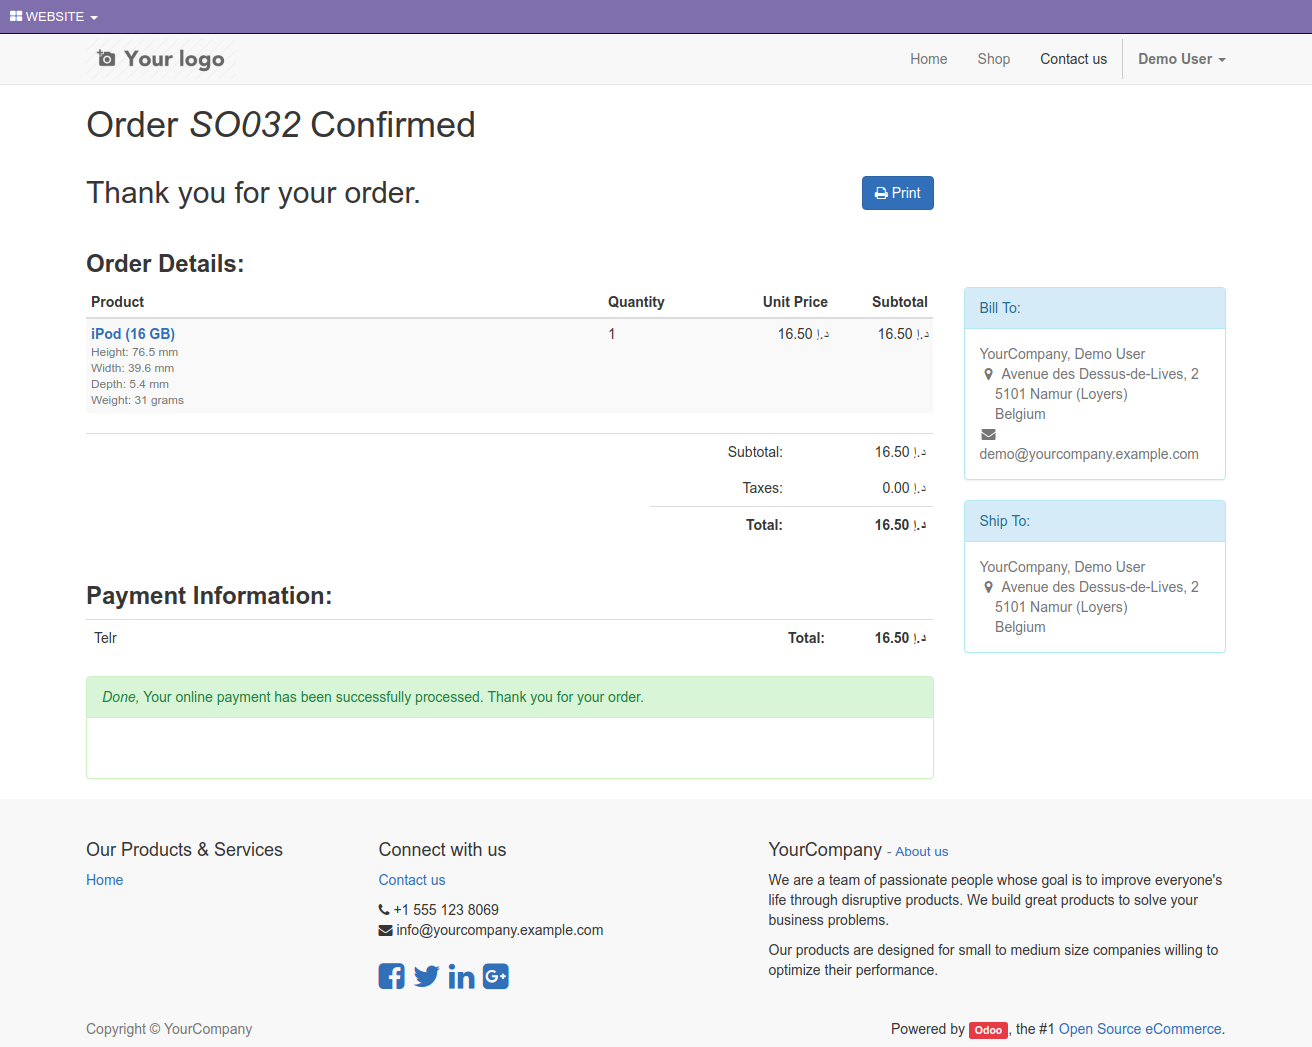 WEBSITE
Your logo
Home Shop Contact us Demo User
Order SO032 Confirmed
Thank you for your order.
Print
Order Details:
Product Quantity Unit Price Subtotal
iPod (16 GB) 1 16.50 د.إ 16.50 د.إ
Height: 76.5 mm
Width: 39.6 mm
Depth: 5.4 mm
Weight: 31 grams
Subtotal: 16.50 د.إ
Taxes: 0.00 د.إ
Total: 16.50 د.إ
Bill To:
YourCompany, Demo User
Avenue des Dessus-de-Lives, 2
5101 Namur (Loyers)
Belgium
demo@yourcompany.example.com
Ship To:
YourCompany, Demo User
Avenue des Dessus-de-Lives, 2
5101 Namur (Loyers)
Belgium
Payment Information:
Telr Total: 16.50 د.إ
Done, Your online payment has been successfully processed. Thank you for your order.
Our Products & Services
Home
Connect with us
Contact us
+1 555 123 8069
info@yourcompany.example.com
YourCompany - About us
We are a team of passionate people whose goal is to improve everyone's
life through disruptive products. We build great products to solve your
business problems.
Our products are designed for small to medium size companies willing to
optimize their performance.
Copyright © YourCompany
Powered by Odoo, the #1 Open Source eCommerce.